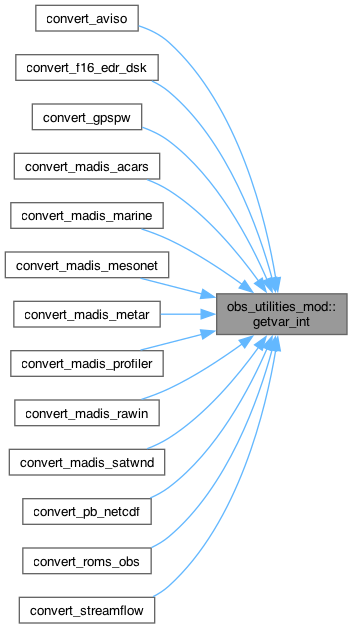 convert_aviso
convert_f16_edr_dsk
convert_gpspw
convert_madis_acars
convert_madis_marine
convert_madis_mesonet
convert_madis_metar
convert_madis_profiler
convert_madis_rawin
convert_madis_satwnd
convert_pb_netcdf
convert_roms_obs
convert_streamflow
obs_utilities_mod::
getvar_int